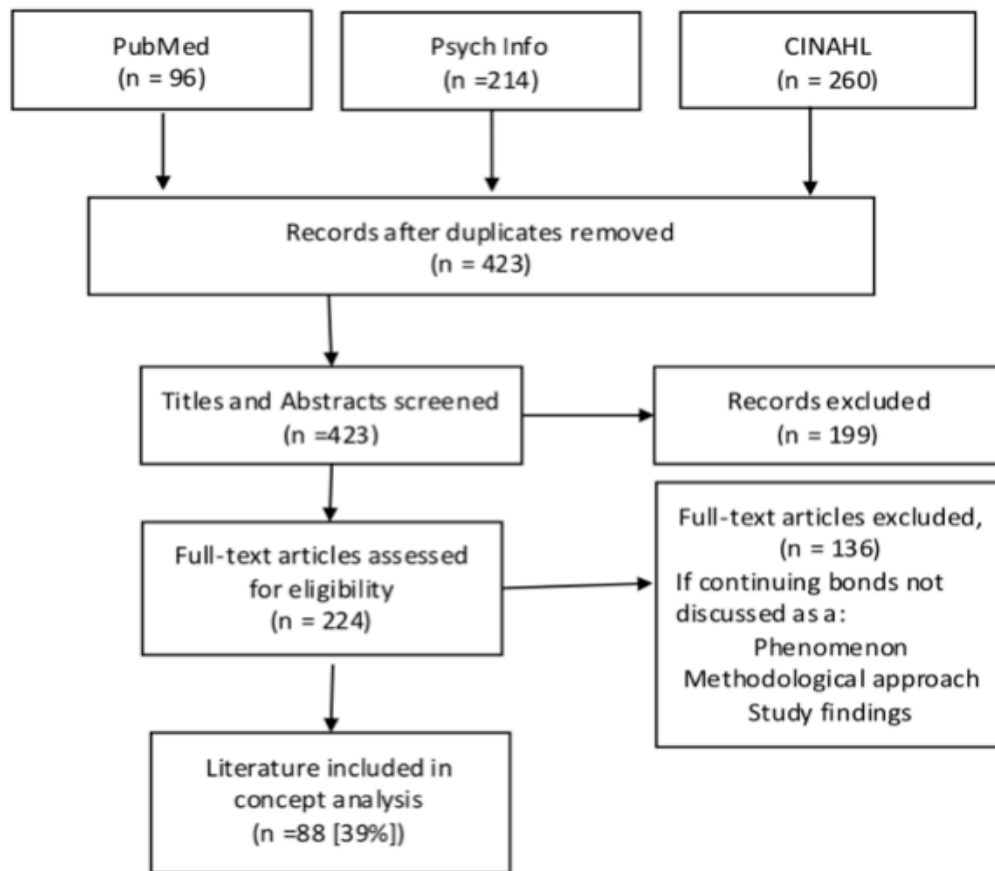 PubMed
(n = 96)
Psych Info
(n =214)
CINAHL
(n = 260)
Records after duplicates removed
(n = 423)
Titles and Abstracts screened
(n =423)
Records excluded
(n = 199)
Full-text articles assessed
for eligibility
(n = 224)
Full-text articles excluded,
(n = 136)
If continuing bonds not
discussed as a:
Phenomenon
Methodological approach
Study findings
Literature included in
concept analysis
(n =88 [39%])